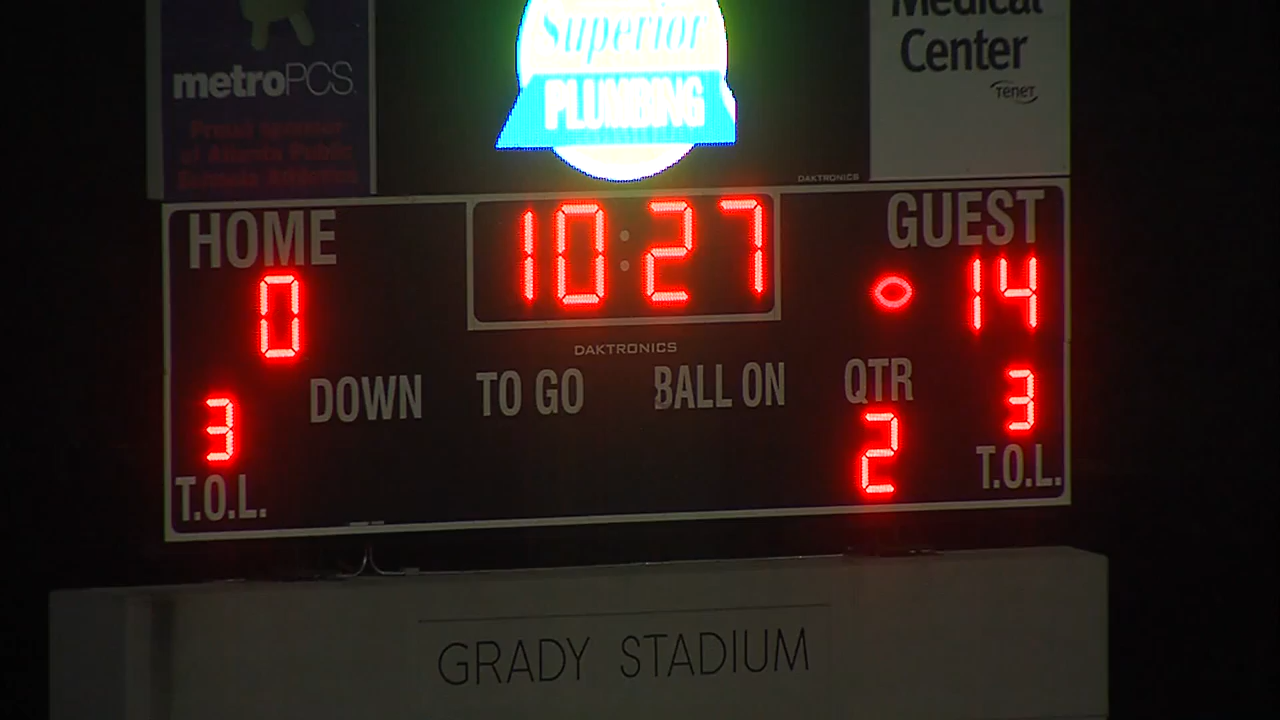 metroPCS.
Proud sponsor
of Atlanta Public
Schools Athletics
Superior
PLUMBING
Medical
Center
TENET
DAKTRONICS
HOME
10:27
GUEST
0
14
DAKTRONICS
DOWN
TO GO
BALL ON
QTR
3
3
2
T.O.L.
T.O.L.
GRADY STADIUM